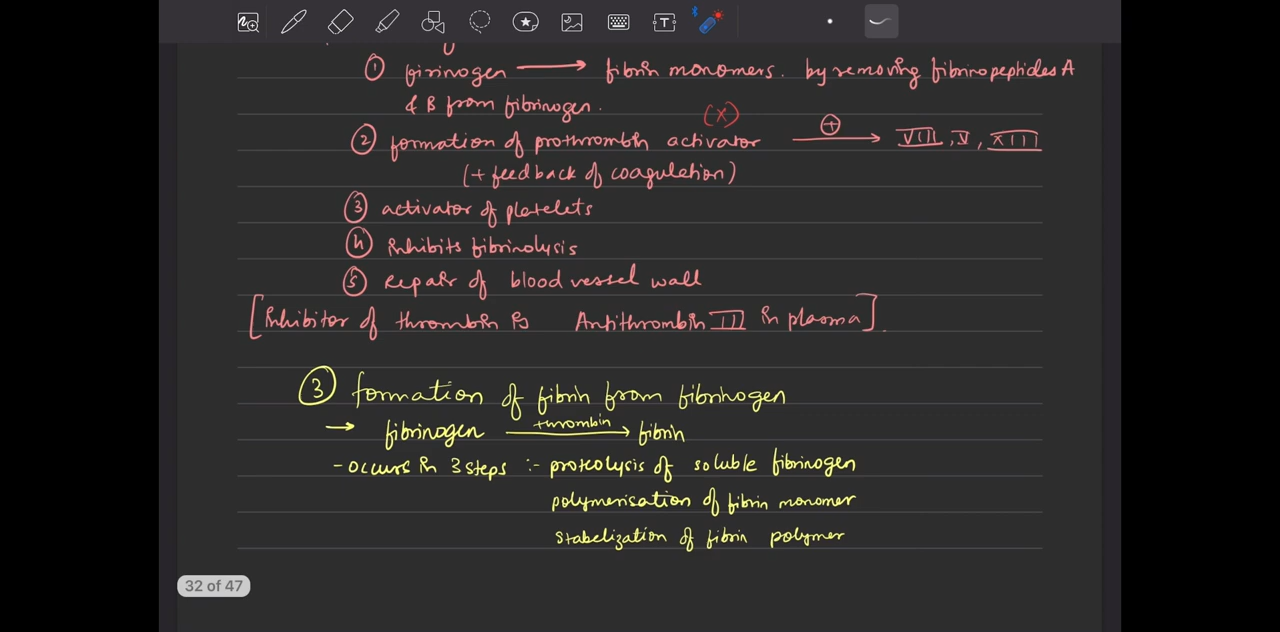 ① firinogen ⟶ fibrin monomers. by removing fibrinopeptides A
& B from fibrinogen.
(X)
② formation of prothrombin activator ⊕⟶ VIII, V, XIII
(+ feedback of coagulation)
③ activator of platelets
④ inhibits fibrinolysis
⑤ repair of blood vessel wall
[Inhibitor of thrombin is Antithrombin III in plasma].
③ formation of fibrin from fibrinogen
→ fibrinogen thrombin⟶ fibrin
- occurs in 3 steps :- proteolysis of soluble fibrinogen
polymerisation of fibrin monomer
stabelization of fibrin polymer
32 of 47